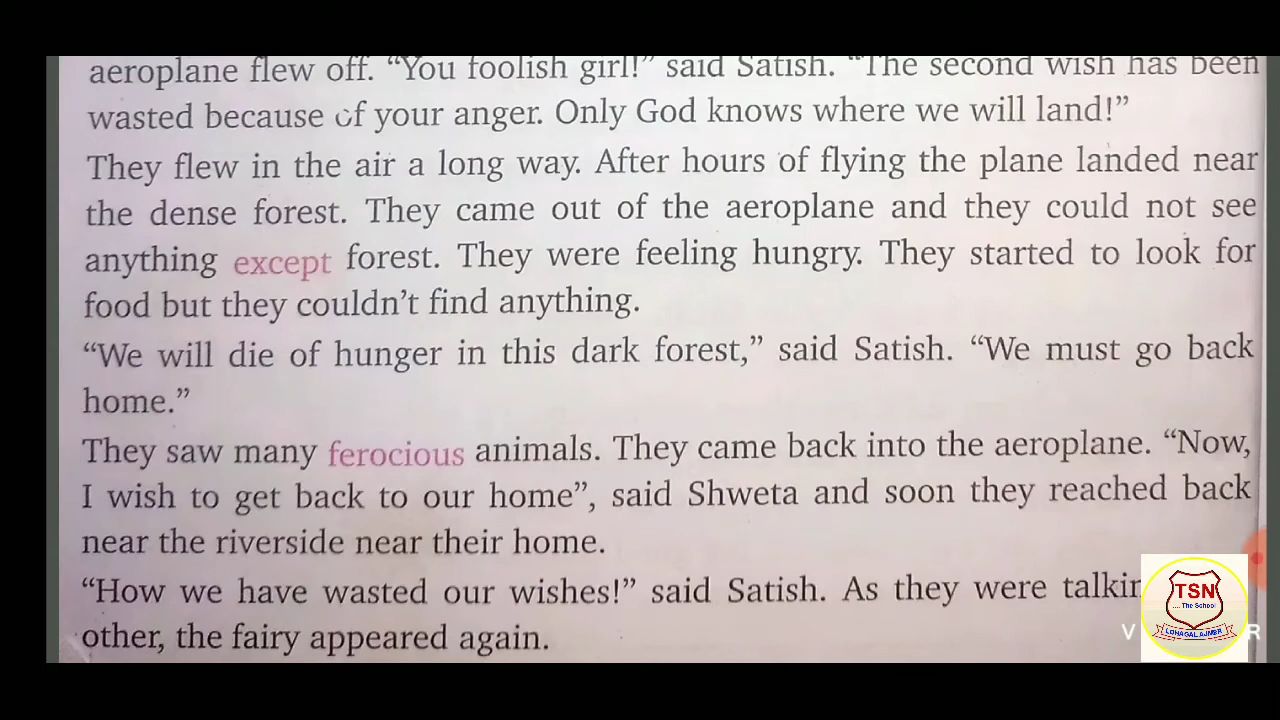 aeroplane flew off. “You foolish girl!” said Satish. “The second wish has been
wasted because of your anger. Only God knows where we will land!”
They flew in the air a long way. After hours of flying the plane landed near
the dense forest. They came out of the aeroplane and they could not see
anything except forest. They were feeling hungry. They started to look for
food but they couldn’t find anything.
“We will die of hunger in this dark forest,” said Satish. “We must go back
home.”
They saw many ferocious animals. They came back into the aeroplane. “Now,
I wish to get back to our home”, said Shweta and soon they reached back
near the riverside near their home.
“How we have wasted our wishes!” said Satish. As they were
other, the fairy appeared again.
TSN
.... The School
LOHAGAL AJMER